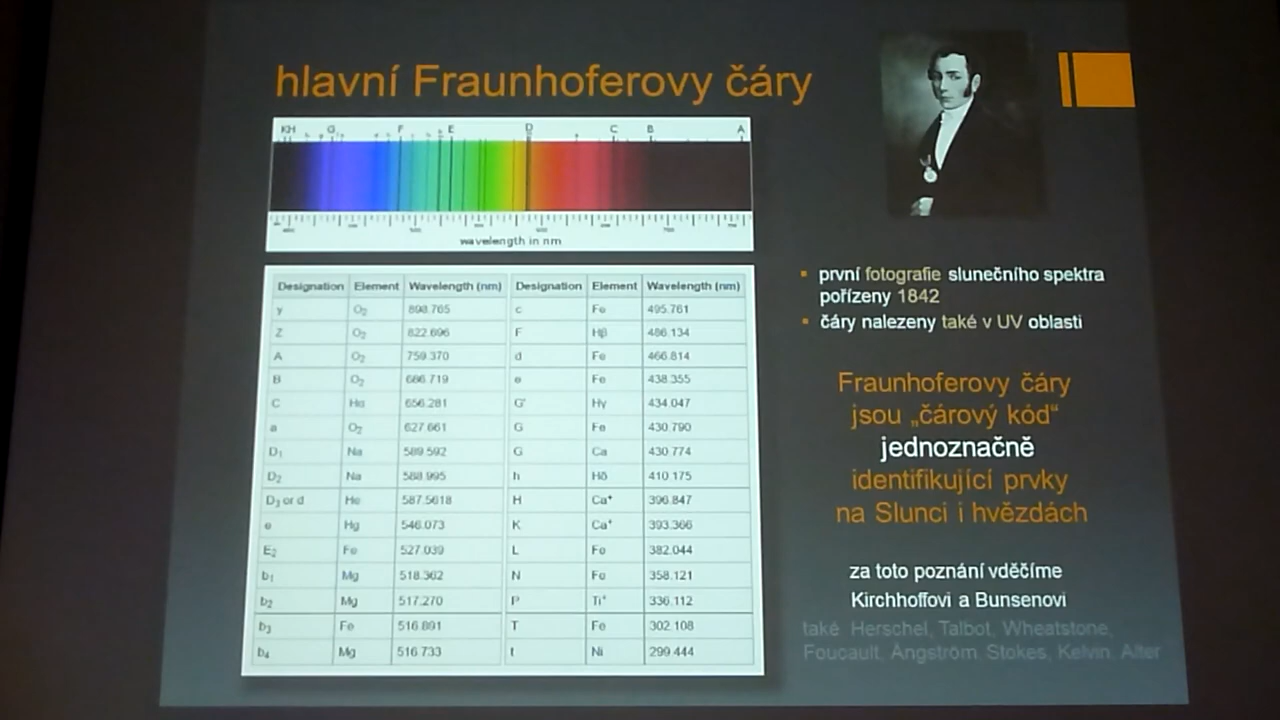 hlavní Fraunhoferovy čáry
KH G F E D C B A
wavelength in nm
Designation Element Wavelength (nm) Designation Element Wavelength (nm)
y O₂ 898.765 c Fe 495.761
Z O₂ 822.696 F Hβ 486.134
A O₂ 759.370 d Fe 466.814
B O₂ 686.719 e Fe 438.355
C Hα 656.281 G' Hγ 434.047
a O₂ 627.661 G Fe 430.790
D₁ Na 589.592 G Ca 430.774
D₂ Na 588.995 h Hδ 410.175
D₃ or d He 587.5618 H Ca⁺ 396.847
e Hg 546.073 K Ca⁺ 393.366
E₂ Fe 527.039 L Fe 382.044
b₁ Mg 518.362 N Fe 358.121
b₂ Mg 517.270 P Ti⁺ 336.112
b₃ Fe 516.891 T Fe 302.108
b₄ Mg 516.733 t Ni 299.444
první fotografie slunečního spektra
pořízeny 1842
čáry nalezeny také v UV oblasti
Fraunhoferovy čáry
jsou „čárový kód“
jednoznačně
identifikující prvky
na Slunci i hvězdách
za toto poznání vděčíme
Kirchhoffovi a Bunsenovi
také Herschel, Talbot, Wheatstone,
Foucault, Ångström, Stokes, Kelvin, Alter